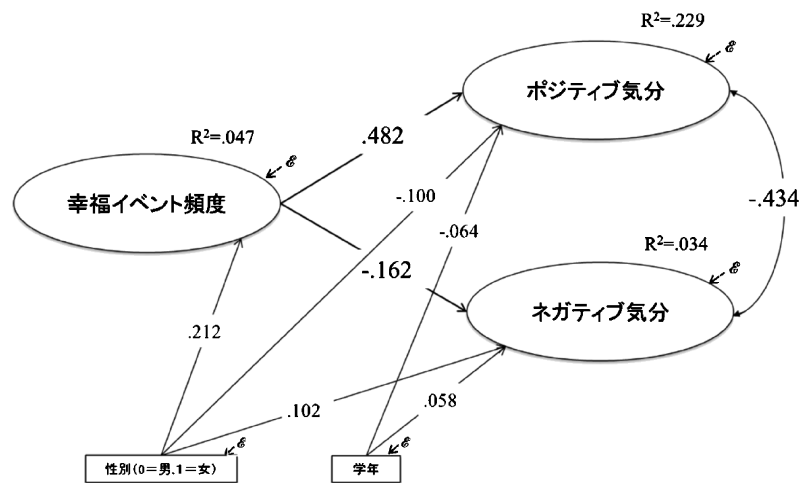 R²=.229
ε
ポジティブ気分
R²=.047
ε
.482
幸福イベント頻度
-.100
-.434
-.064
R²=.034
ε
-.162
ネガティブ気分
.212
.102
.058
ε
ε
性別(0=男,1=女)
学年